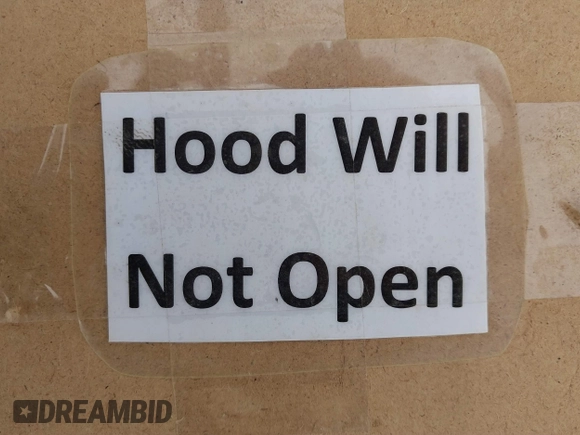 Hood Will
Not Open
DREAMBID